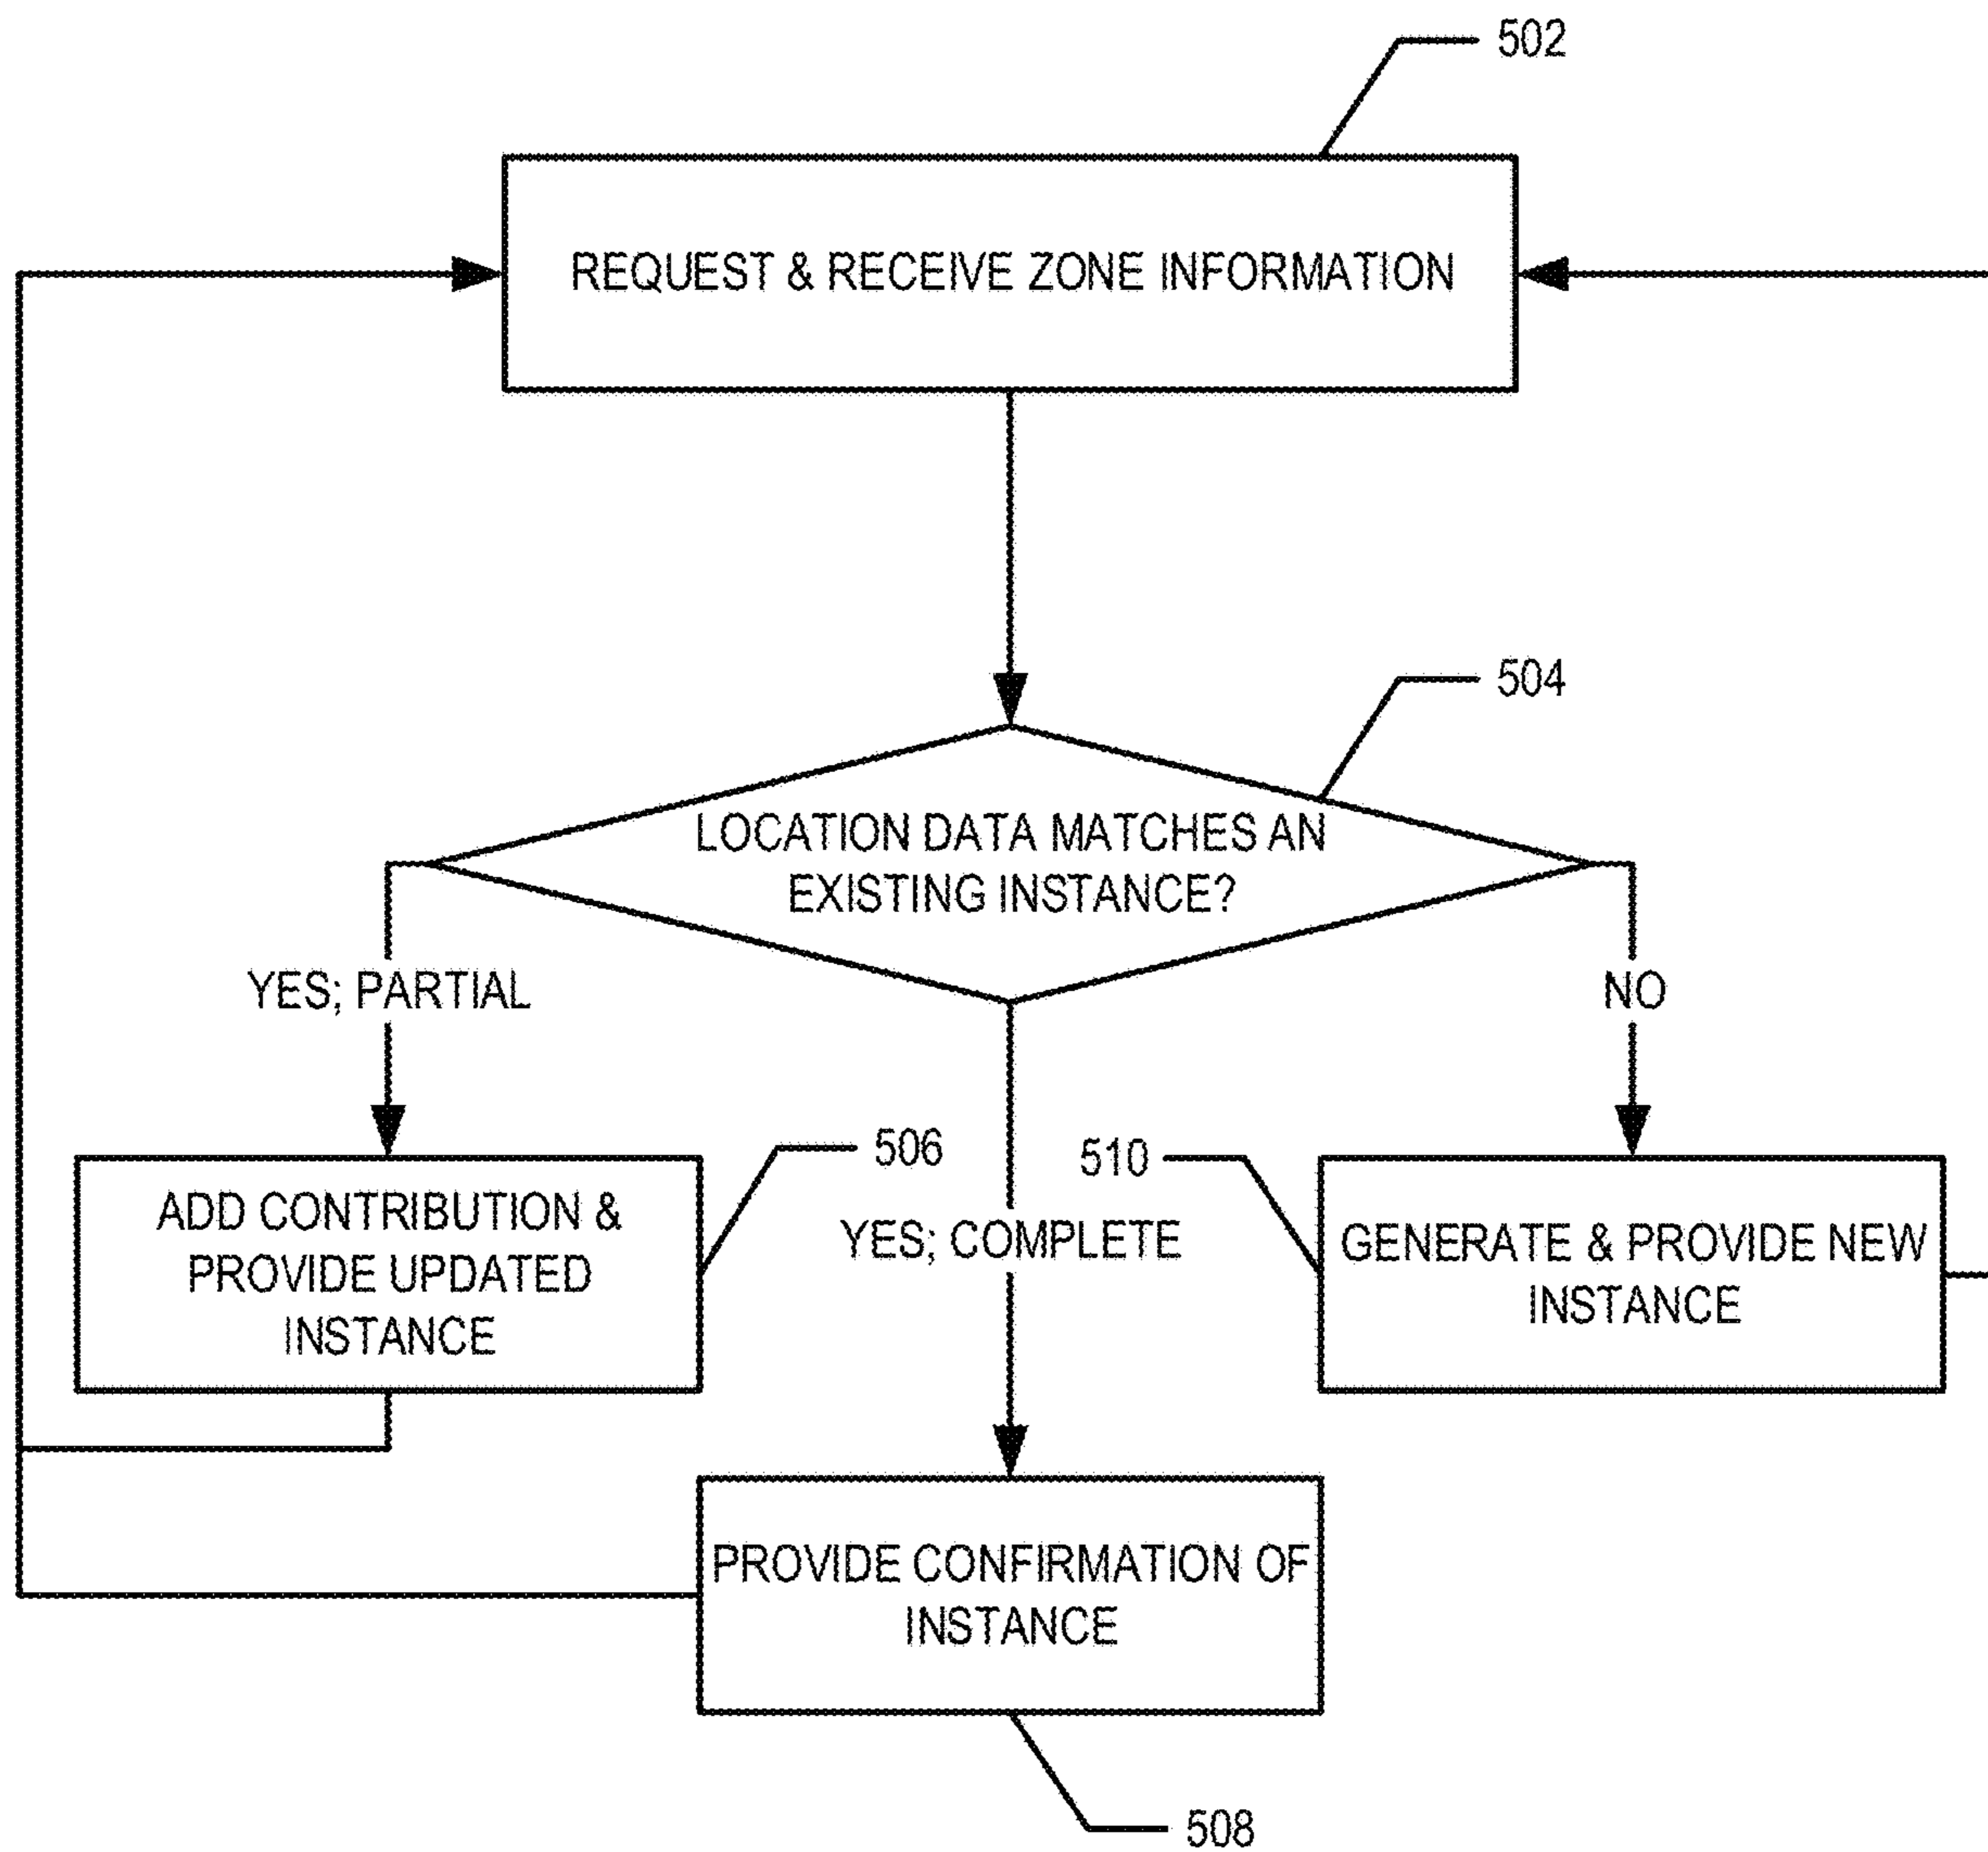 502
REQUEST & RECEIVE ZONE INFORMATION
504
LOCATION DATA MATCHES AN
EXISTING INSTANCE?
YES; PARTIAL
NO
506
510
ADD CONTRIBUTION &
PROVIDE UPDATED
INSTANCE
YES; COMPLETE
GENERATE & PROVIDE NEW
INSTANCE
PROVIDE CONFIRMATION OF
INSTANCE
508